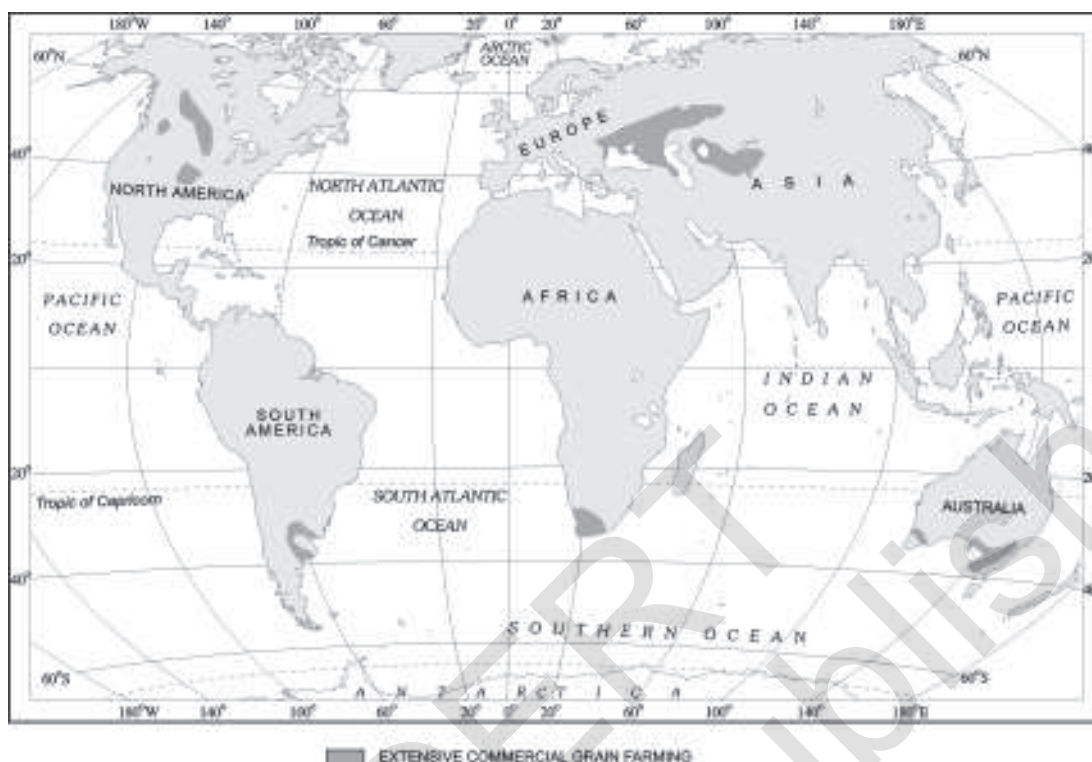 180°W 140° 100° 60° 20° 0° 20° 60° 100° 140° 180°E
ARCTIC
OCEAN
60°N
60°N
EUROPE
40°
ASIA
NORTH AMERICA
NORTH ATLANTIC
OCEAN
Tropic of Cancer
20°
AFRICA
PACIFIC
OCEAN
PACIFIC
OCEAN
INDIAN
OCEAN
SOUTH
AMERICA
20°
Tropic of Capricorn
SOUTH ATLANTIC
OCEAN
AUSTRALIA
40°
SOUTHERN OCEAN
60°S
60°S
ANTARCTICA
180°W 140° 100° 60° 20° 0° 20° 60° 100° 140° 180°E
EXTENSIVE COMMERCIAL GRAIN FARMING